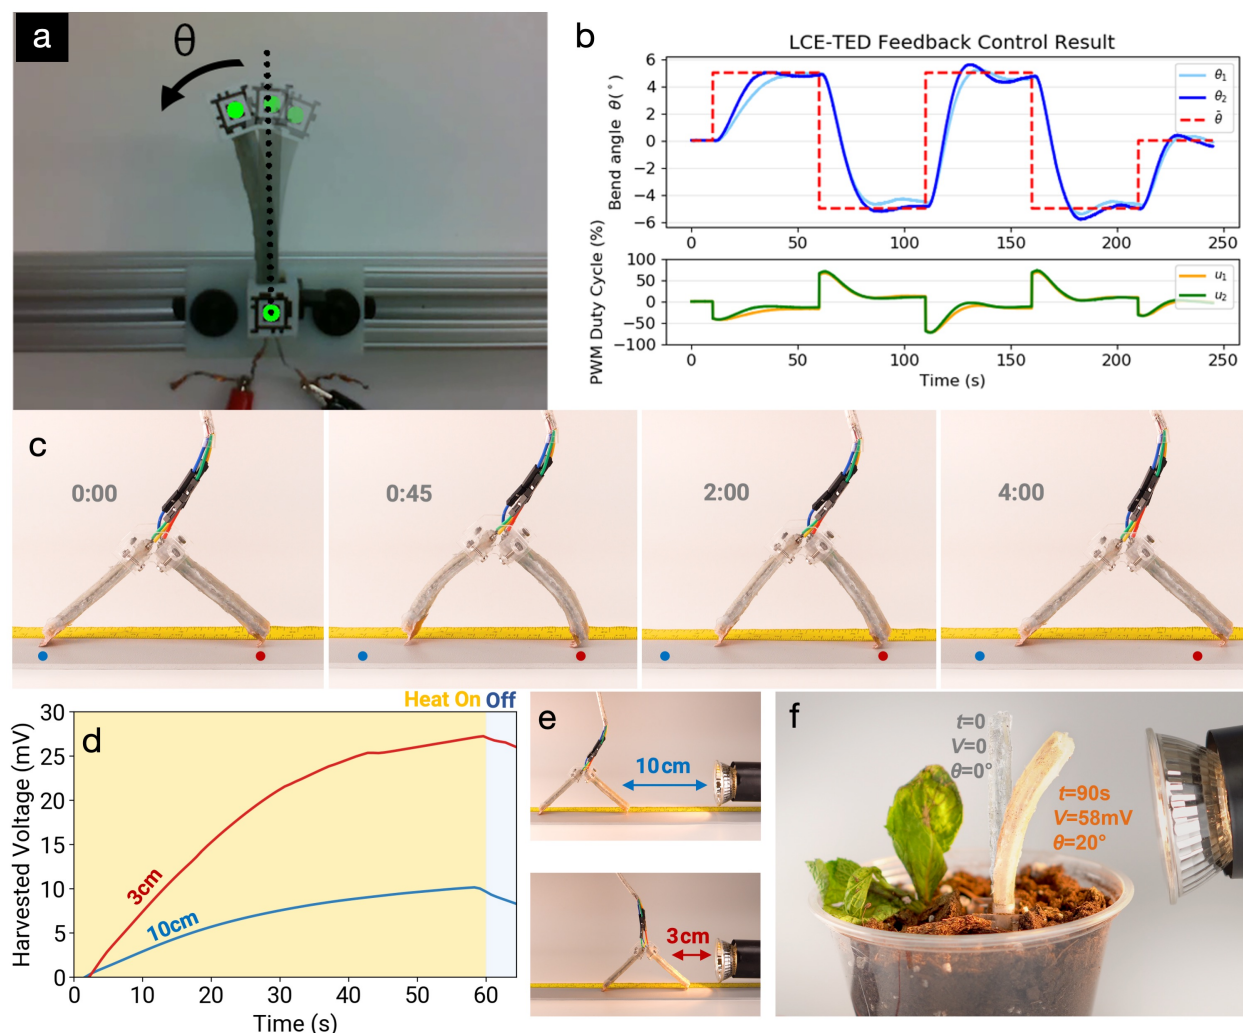 a
θ
b
LCE-TED Feedback Control Result
Bend angle θ(°)
6
4
2
0
−2
−4
−6
θ₁
θ₂
θ̄
0 50 100 150 200 250
PWM Duty Cycle (%)
100
50
0
−50
−100
u₁
u₂
0 50 100 150 200 250
Time (s)
c
0:00
0:45
2:00
4:00
Heat On Off
d
Harvested Voltage (mV)
30
25
20
15
10
5
0
3cm
10cm
0 10 20 30 40 50 60
Time (s)
e
10cm
3cm
f
t=0
V=0
θ=0°
t=90s
V=58mV
θ=20°